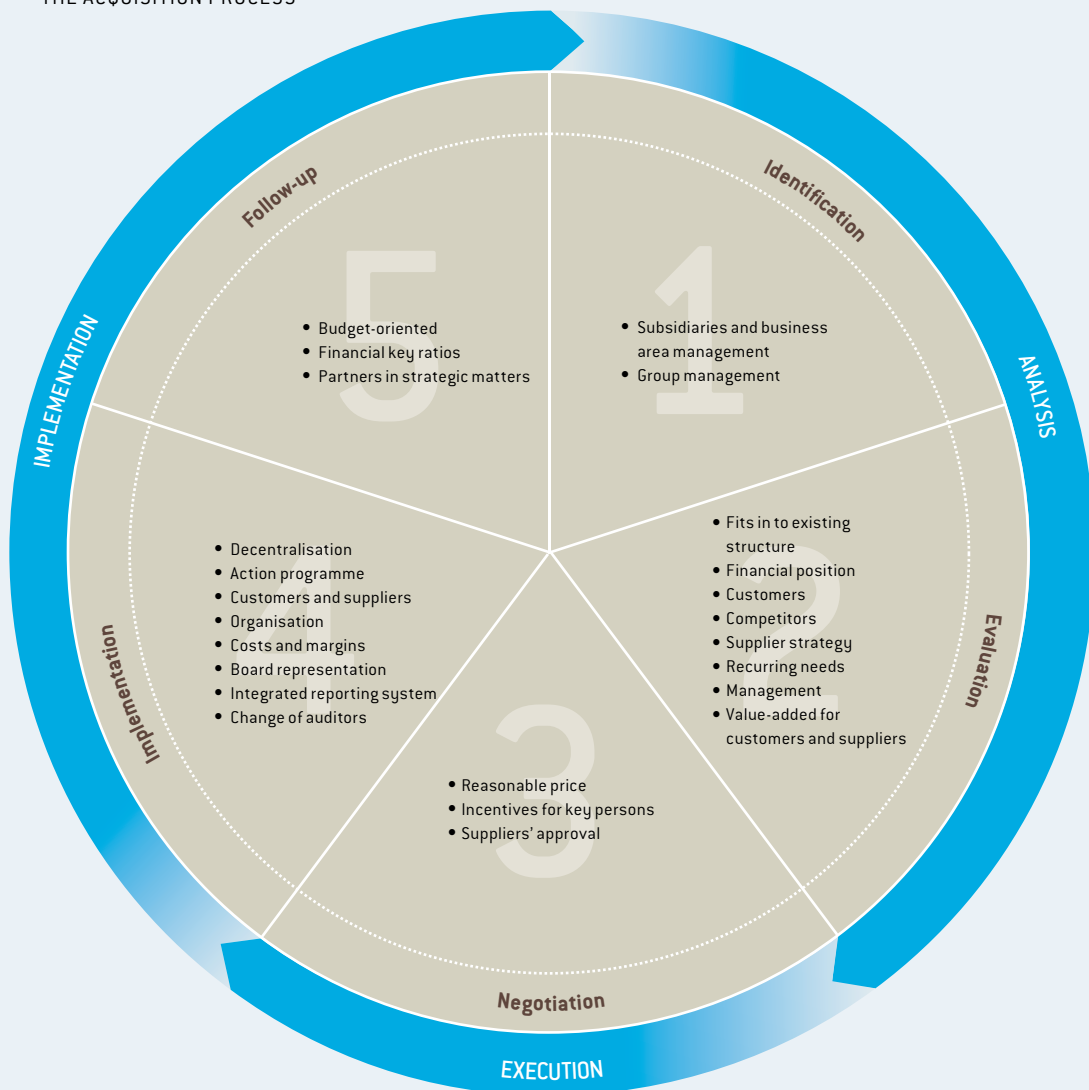 THE ACQUISITION PROCESS
Identification
1
• Subsidiaries and business
area management
• Group management
ANALYSIS
Evaluation
2
• Fits in to existing
structure
• Financial position
• Customers
• Competitors
• Supplier strategy
• Recurring needs
• Management
• Value-added for
customers and suppliers
3
• Reasonable price
• Incentives for key persons
• Suppliers’ approval
Negotiation
EXECUTION
Implementation
4
• Decentralisation
• Action programme
• Customers and suppliers
• Organisation
• Costs and margins
• Board representation
• Integrated reporting system
• Change of auditors
IMPLEMENTATION
Follow-up
5
• Budget-oriented
• Financial key ratios
• Partners in strategic matters